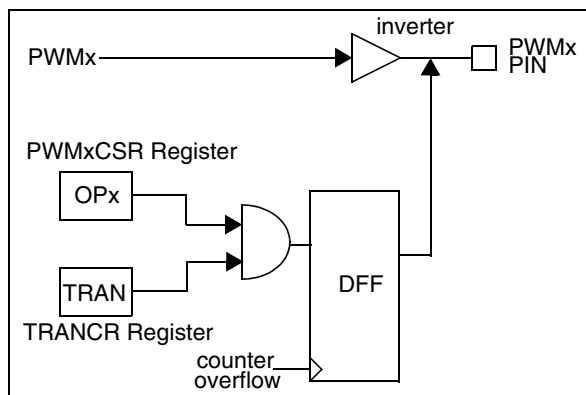 inverter
PWMx
PWMx
PIN
PWMxCSR Register
OPx
TRAN
TRANCR Register
DFF
counter
overflow